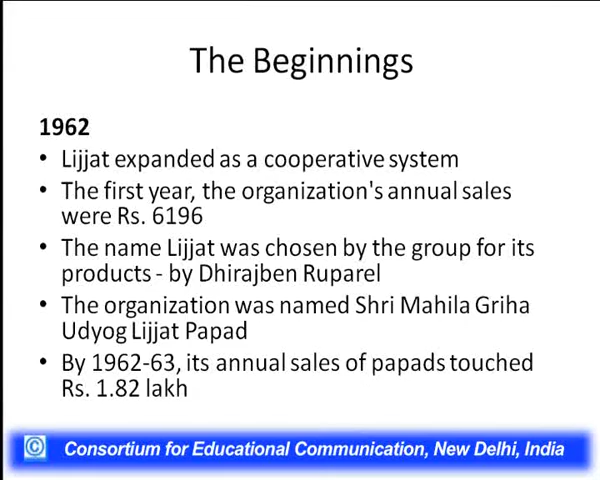 The Beginnings
1962
• Lijjat expanded as a cooperative system
• The first year, the organization's annual sales
were Rs. 6196
• The name Lijjat was chosen by the group for its
products - by Dhirajben Ruparel
• The organization was named Shri Mahila Griha
Udyog Lijjat Papad
• By 1962-63, its annual sales of papads touched
Rs. 1.82 lakh
© Consortium for Educational Communication, New Delhi, India